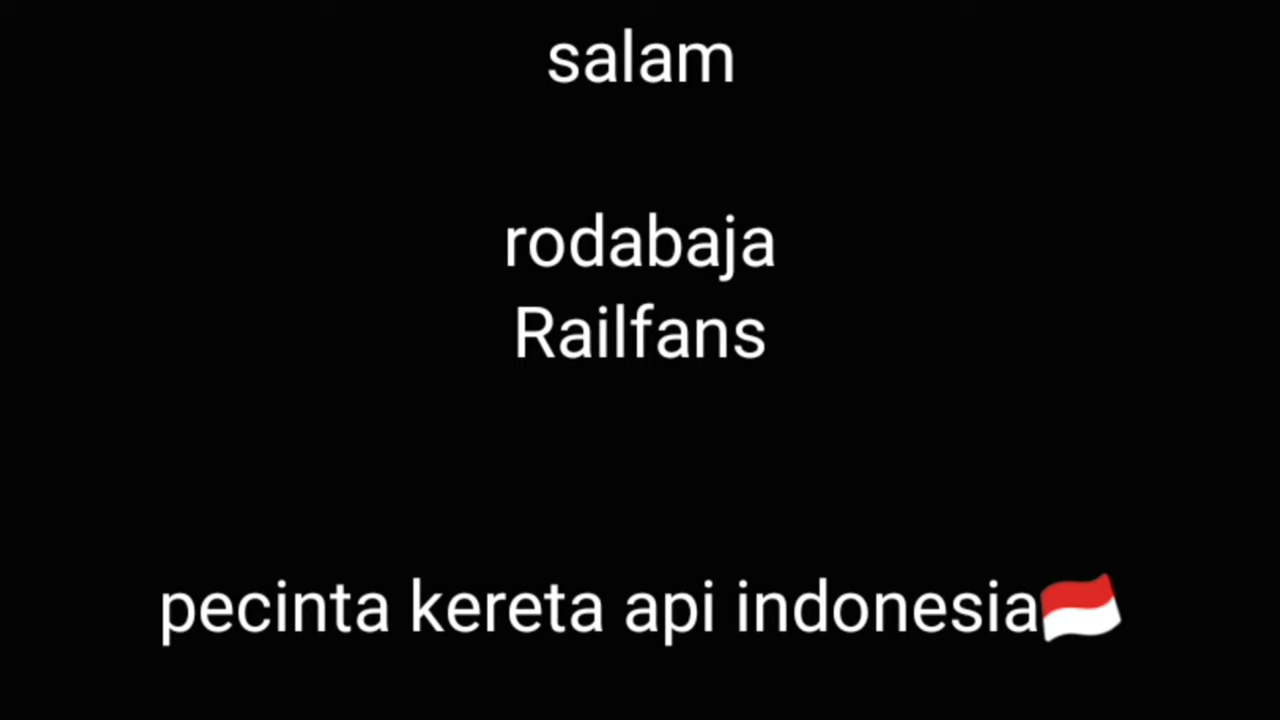 salam
rodabaja
Railfans
pecinta kereta api indonesia🇮🇩